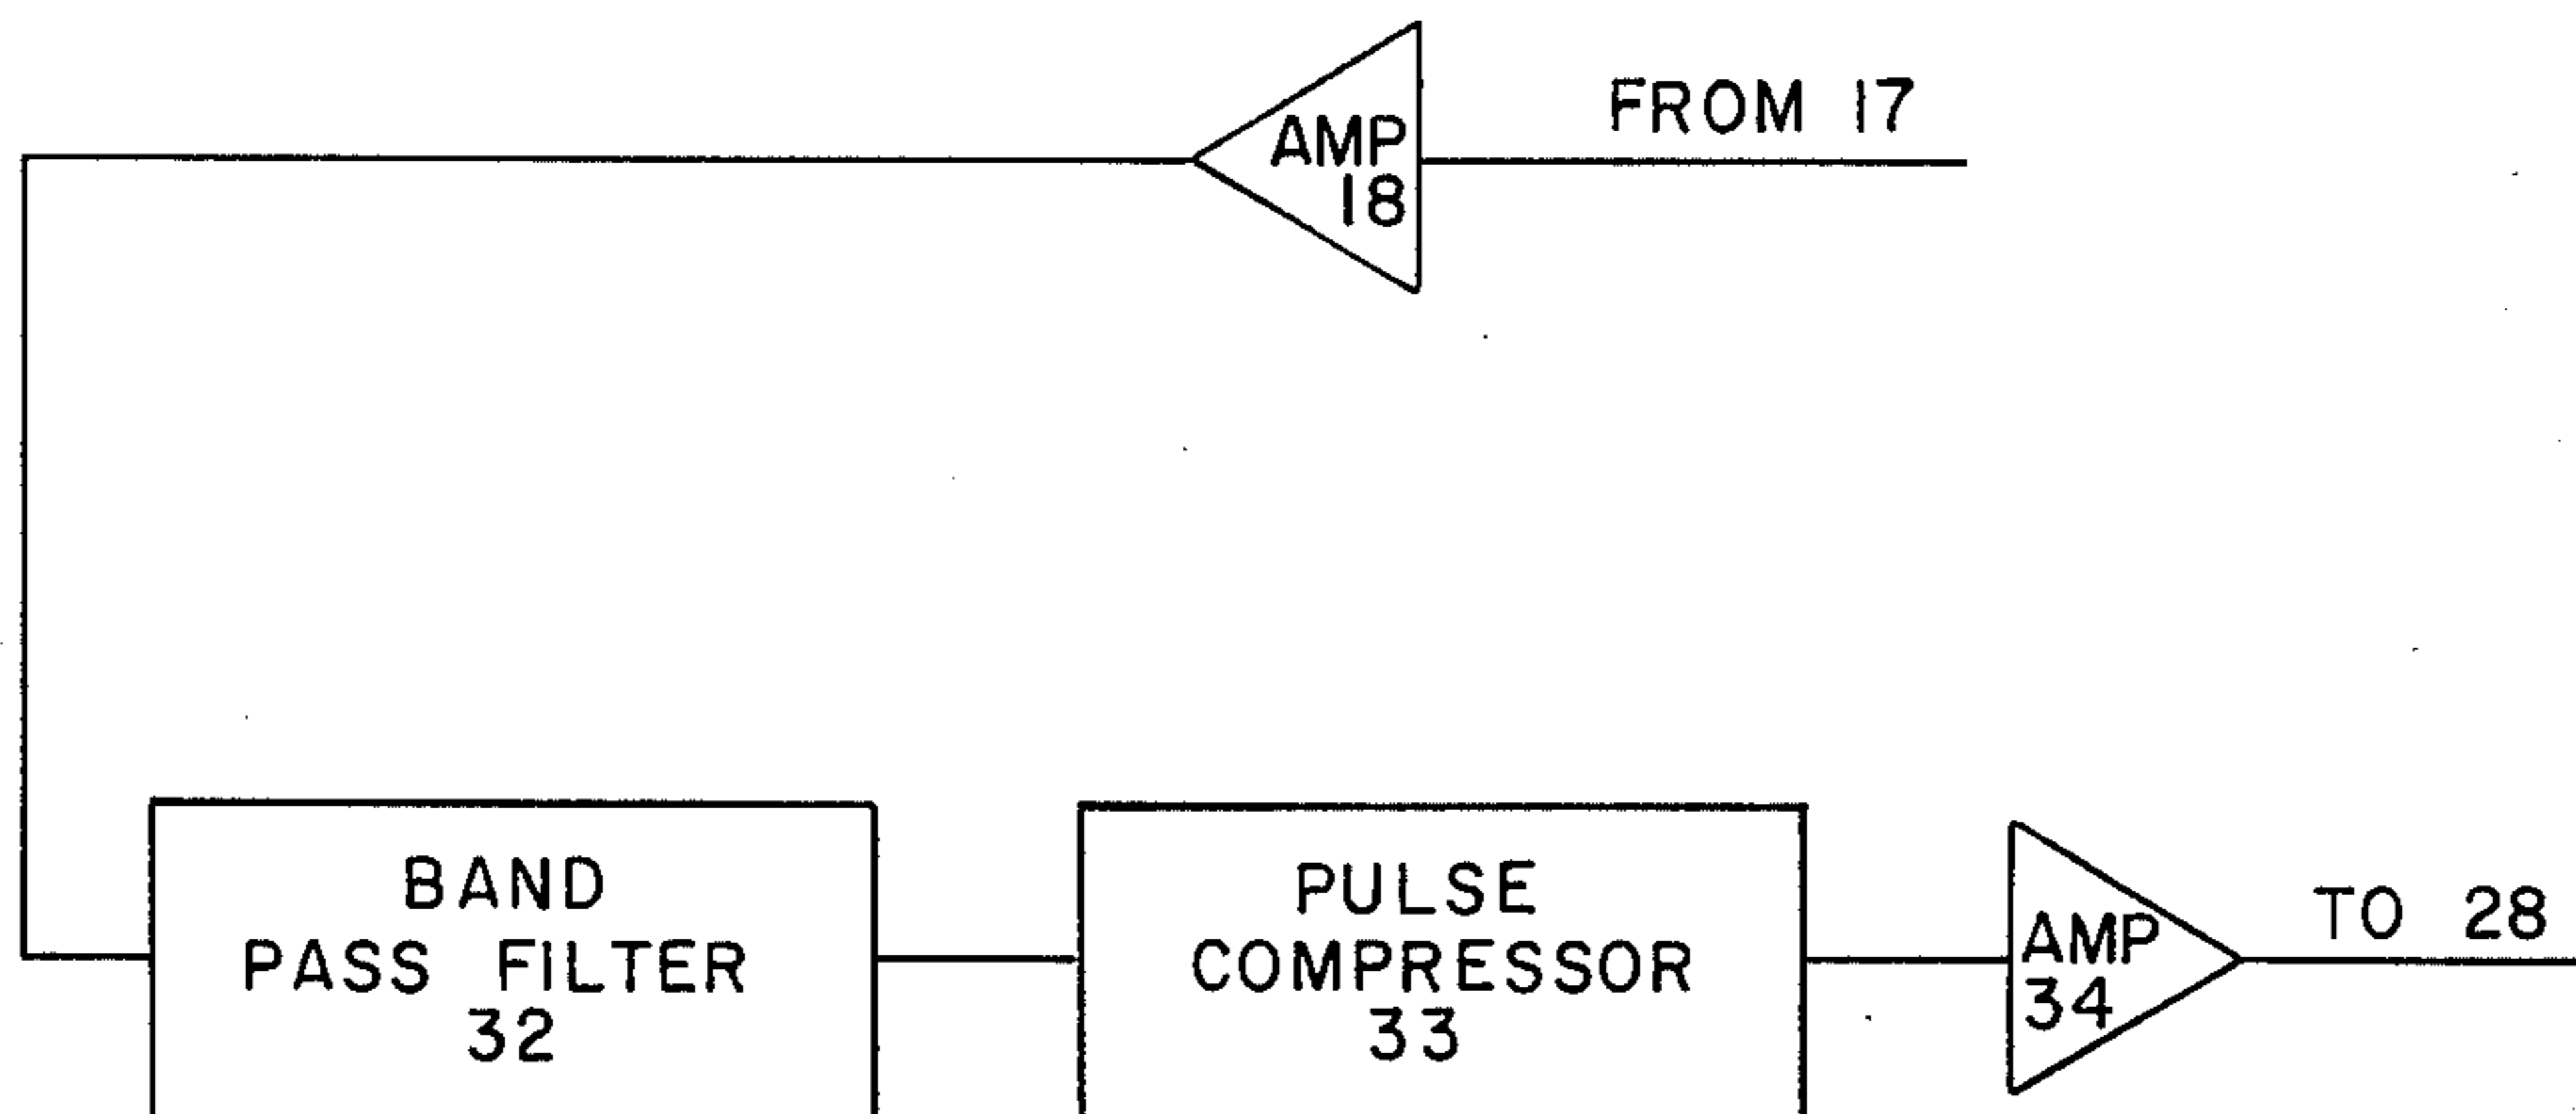 FROM 17
AMP
18
BAND
PASS FILTER
32
PULSE
COMPRESSOR
33
AMP
34
TO 28